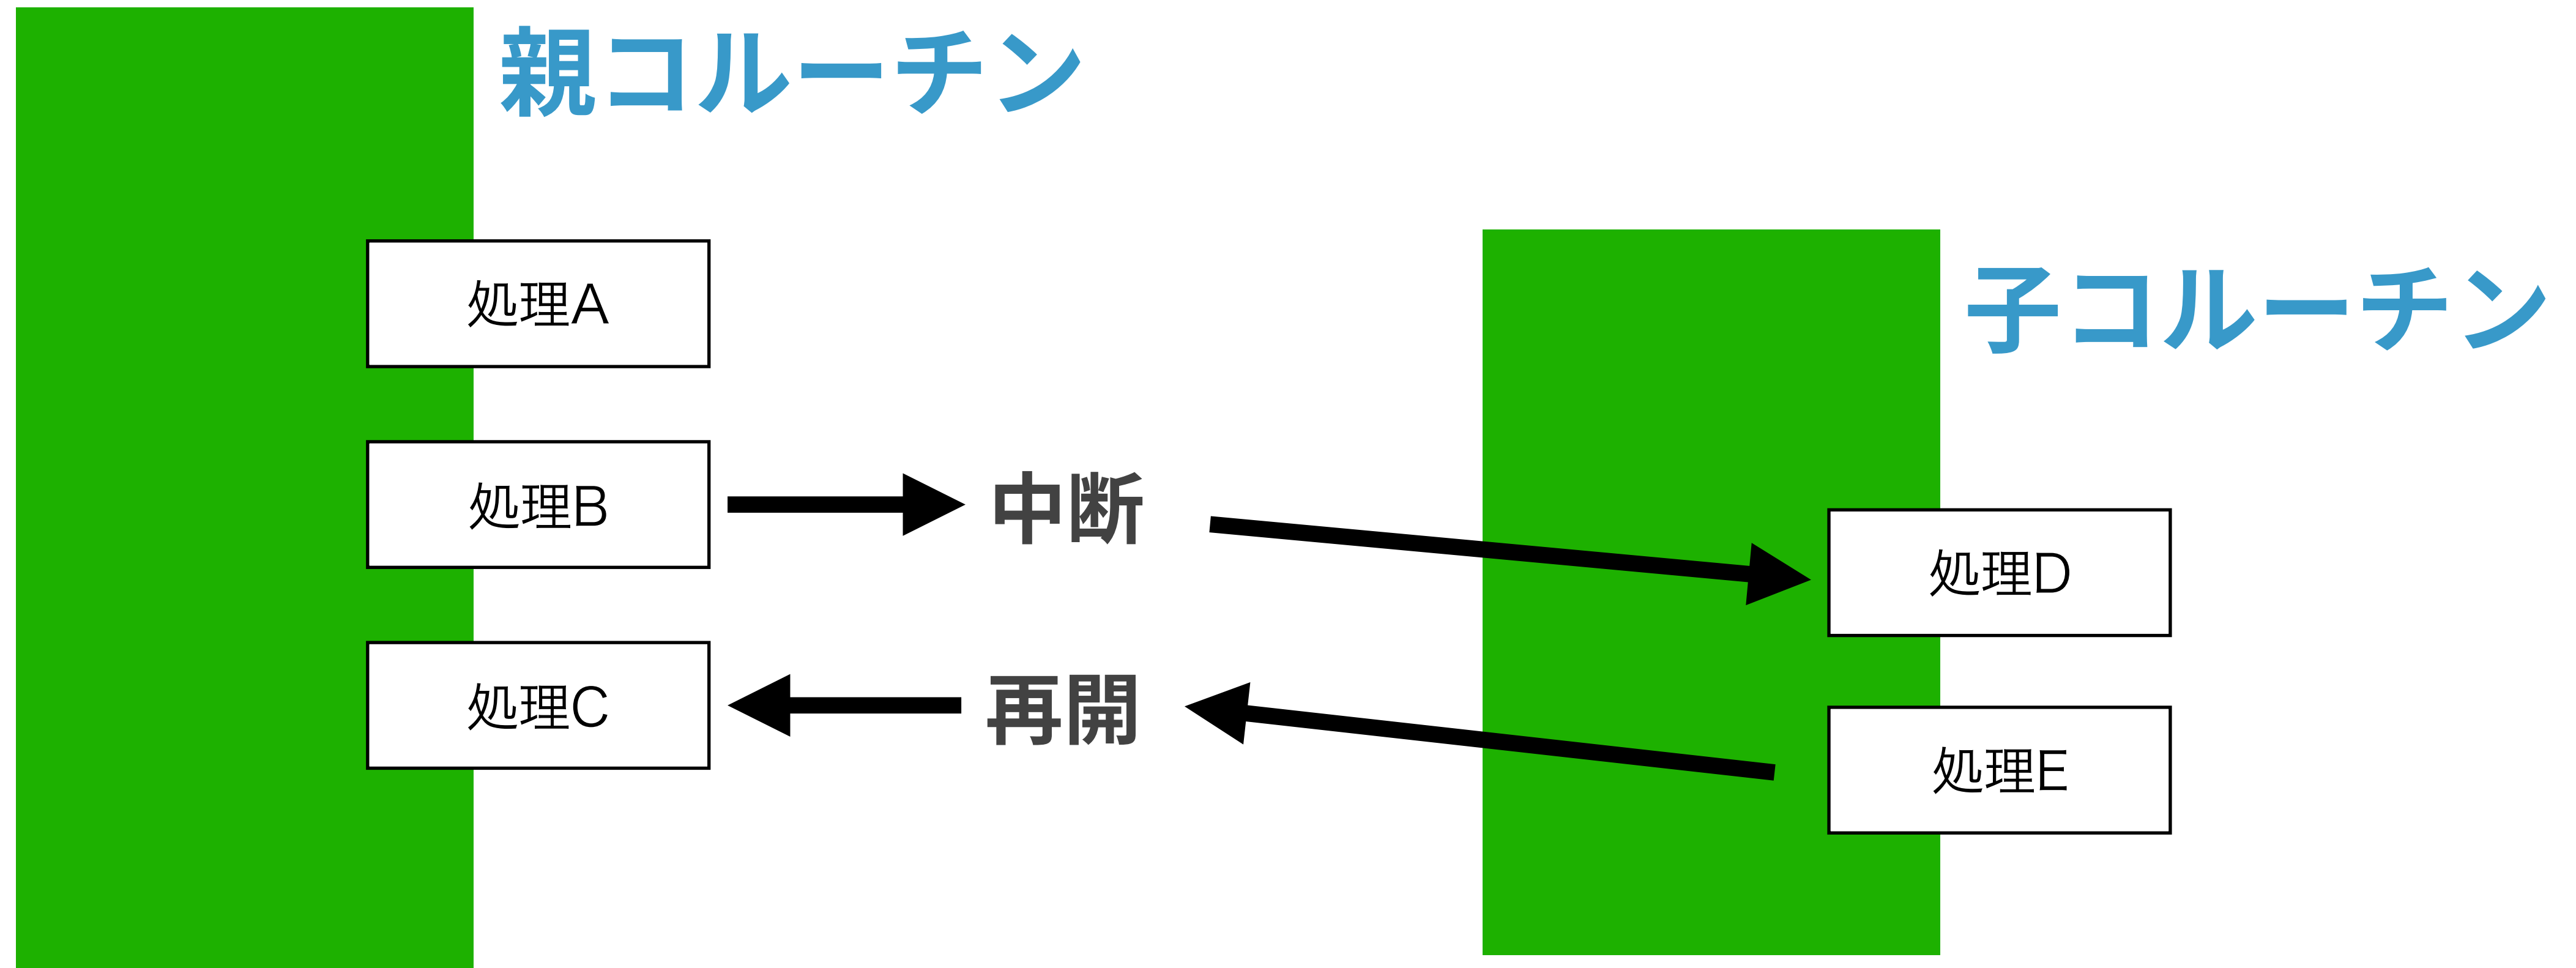 親コルーチン
処理A
処理B
中断
処理C
再開
子コルーチン
処理D
処理E